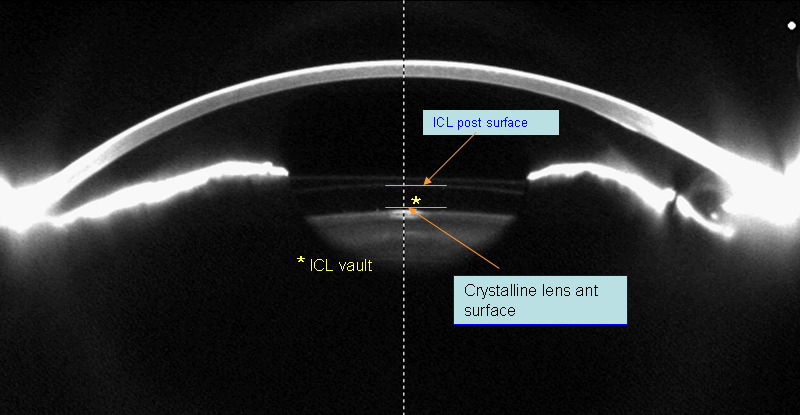 ICL post surface
*
* ICL vault
Crystalline lens ant
surface